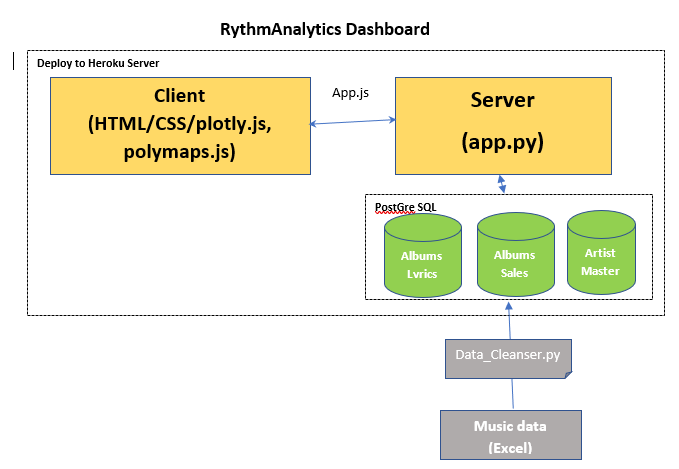 RythmAnalytics Dashboard
Deploy to Heroku Server
Client
(HTML/CSS/plotly.js,
polymaps.js)
App.js
Server
(app.py)
PostGre SQL
Albums
Lyrics
Albums
Sales
Artist
Master
Data_Cleanser.py
Music data
(Excel)